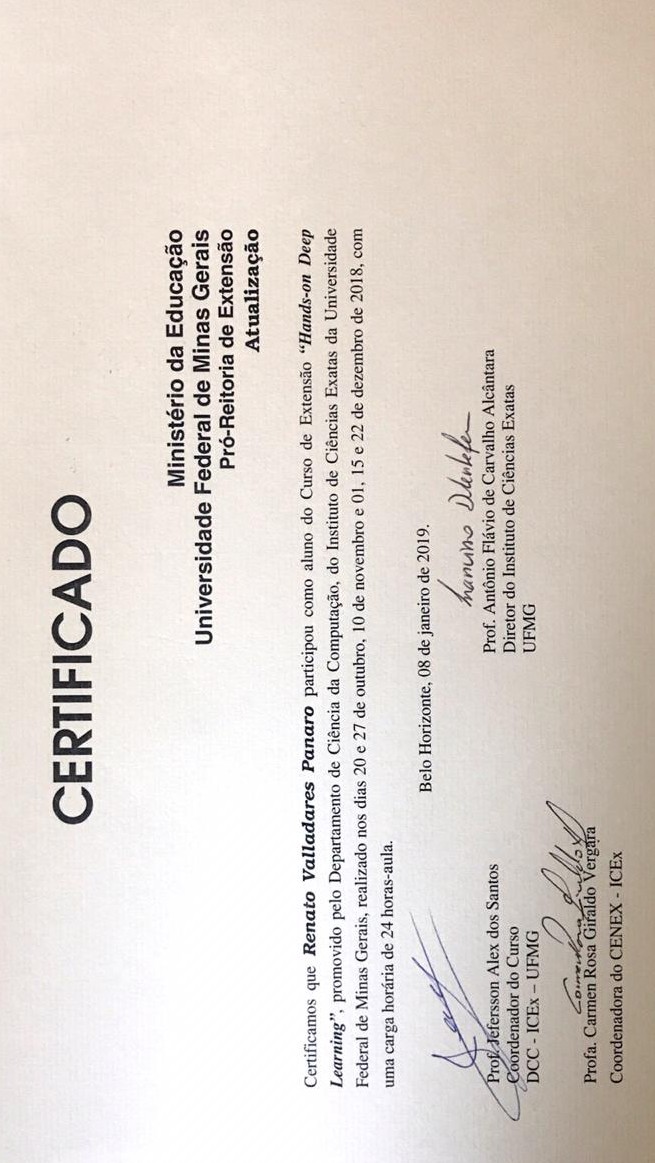 CERTIFICADO
Ministério da Educação
Universidade Federal de Minas Gerais
Pró-Reitoria de Extensão
Atualização
Certificamos que Renato Valladares Panaro participou como aluno do Curso de Extensão “Hands-on Deep
Learning”, promovido pelo Departamento de Ciência da Computação, do Instituto de Ciências Exatas da Universidade
Federal de Minas Gerais, realizado nos dias 20 e 27 de outubro, 10 de novembro e 01, 15 e 22 de dezembro de 2018, com
uma carga horária de 24 horas-aula.
Belo Horizonte, 08 de janeiro de 2019.
Prof. Jefersson Alex dos Santos
Coordenador do Curso
DCC - ICEx – UFMG
Prof. Antônio Flávio de Carvalho Alcântara
Diretor do Instituto de Ciências Exatas
UFMG
Profa. Carmen Rosa Giraldo Vergara
Coordenadora do CENEX - ICEx